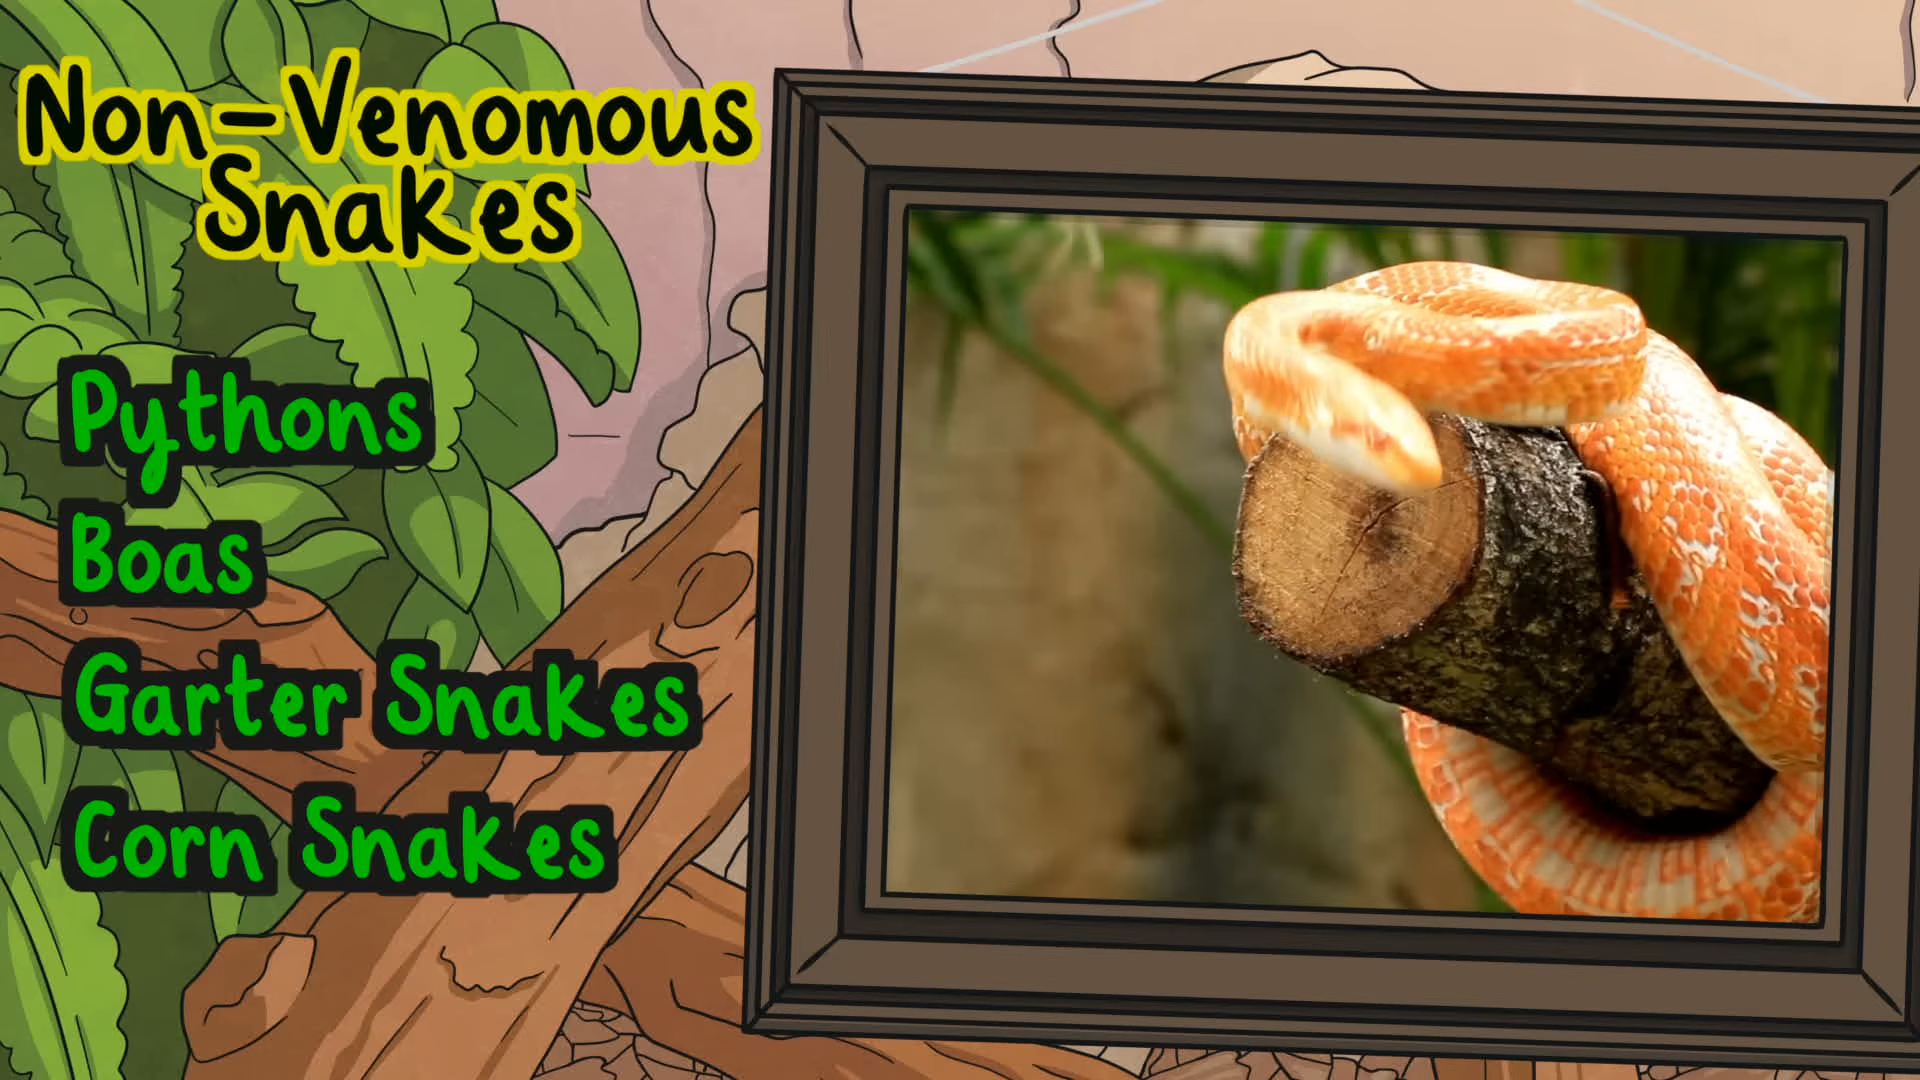 Non-Venomous
Snakes
Pythons
Boas
Garter Snakes
Corn Snakes